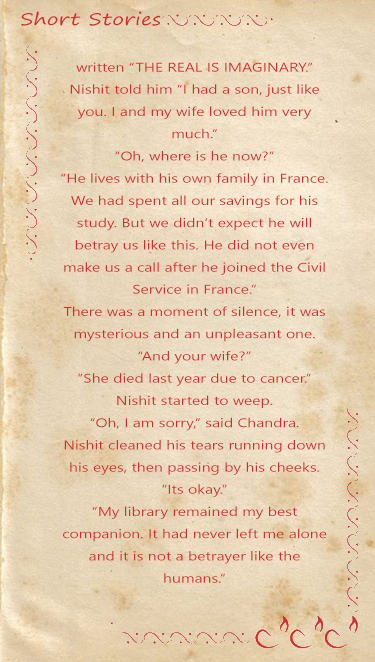 Short Stories
written “THE REAL IS IMAGINARY.”
Nishit told him “I had a son, just like
you. I and my wife loved him very
much.”
“Oh, where is he now?”
“He lives with his own family in France.
We had spent all our savings for his
study. But we didn’t expect he will
betray us like this. He did not even
make us a call after he joined the Civil
Service in France.”
There was a moment of silence, it was
mysterious and an unpleasant one.
“And your wife?”
“She died last year due to cancer.”
Nishit started to weep.
“Oh, I am sorry,” said Chandra.
Nishit cleaned his tears running down
his eyes, then passing by his cheeks.
“Its okay.”
“My library remained my best
companion. It had never left me alone
and it is not a betrayer like the
humans.”